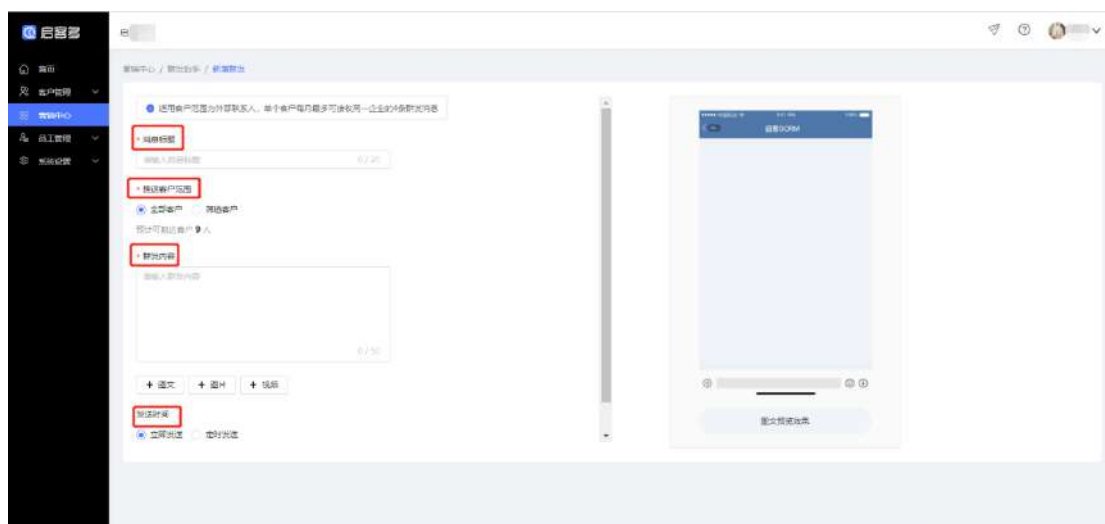 启客多
首页
客户管理
营销中心
员工管理
系统设置
营销中心 / 群发助手 / 新增群发
适用客户范围为外部联系人，单个客户每月最多可接收同一企业的4条群发消息
* 消息标题
请输入消息标题 0 / 20
* 推送客户范围
全部客户 筛选客户
预计可触达客户 9 人
* 群发内容
请输入群发内容
0 / 50
+ 图文 + 图片 + 视频
发送时间
立即发送 定时发送
启客SCRM
图文预览效果